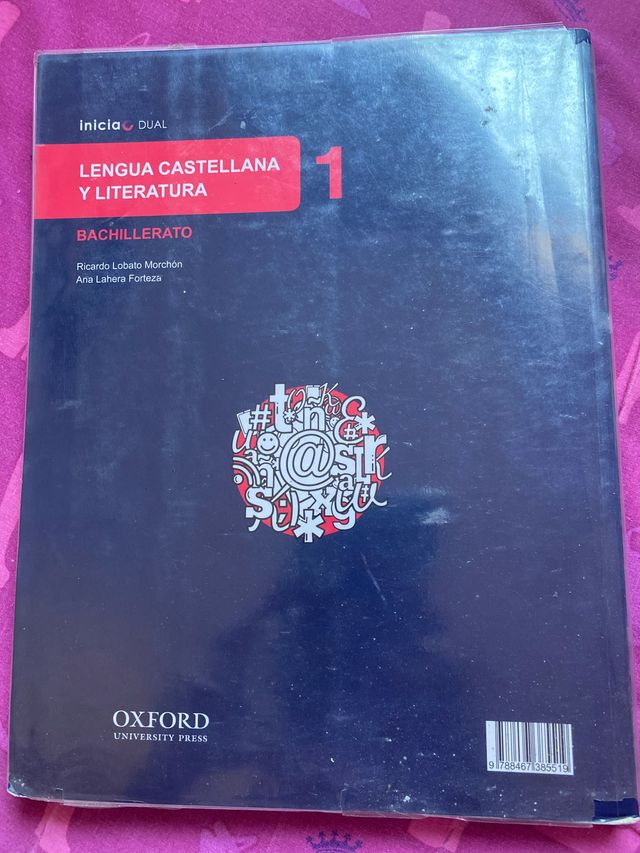 inicia DUAL
LENGUA CASTELLANA
Y LITERATURA
1
BACHILLERATO
Ricardo Lobato Morchón
Ana Lahera Forteza
@
OXFORD
UNIVERSITY PRESS
9 788467 385519